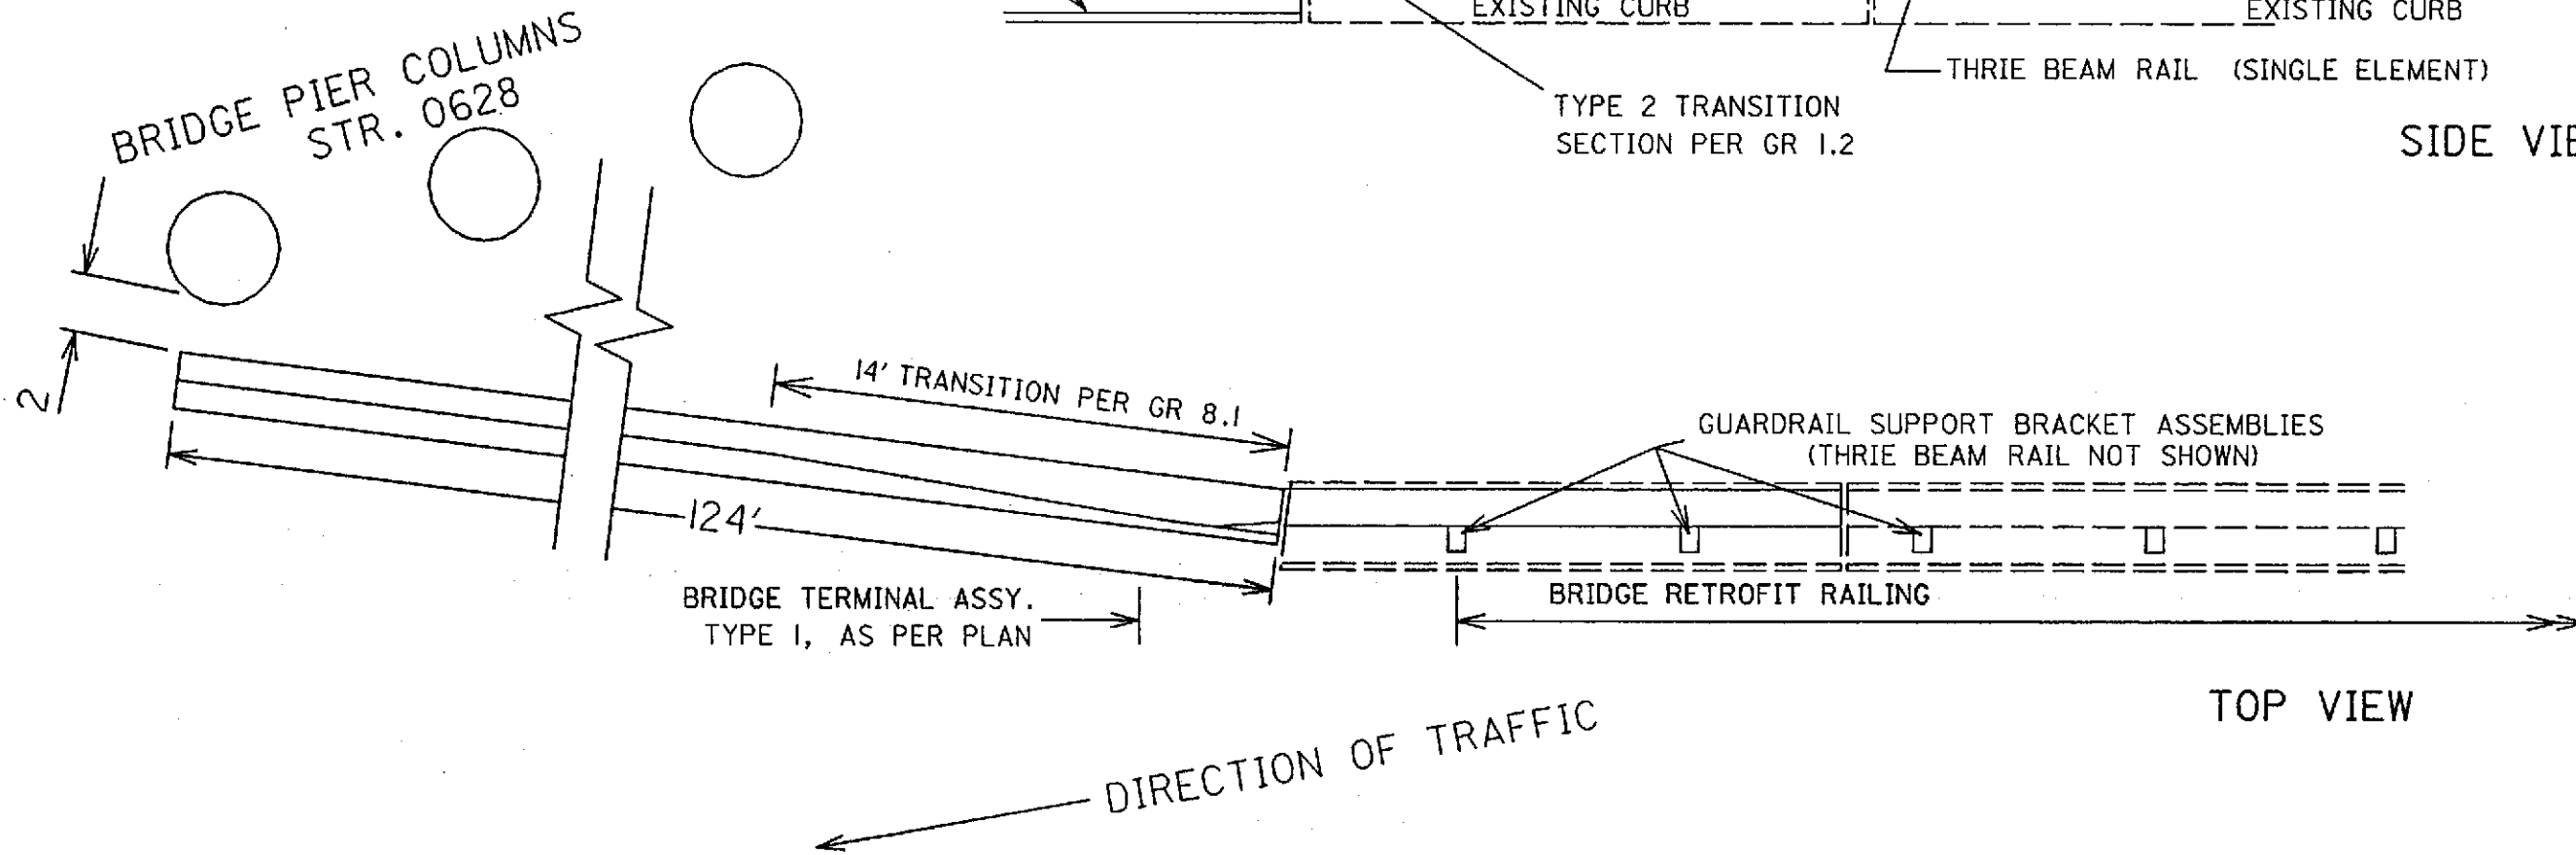 EXISTING CURB
EXISTING CURB
THRIE BEAM RAIL (SINGLE ELEMENT)
TYPE 2 TRANSITION
SECTION PER GR 1.2
SIDE VIE
BRIDGE PIER COLUMNS
STR. 0628
2
14' TRANSITION PER GR 8.1
GUARDRAIL SUPPORT BRACKET ASSEMBLIES
(THRIE BEAM RAIL NOT SHOWN)
124'
BRIDGE TERMINAL ASSY.
TYPE 1, AS PER PLAN
BRIDGE RETROFIT RAILING
TOP VIEW
DIRECTION OF TRAFFIC